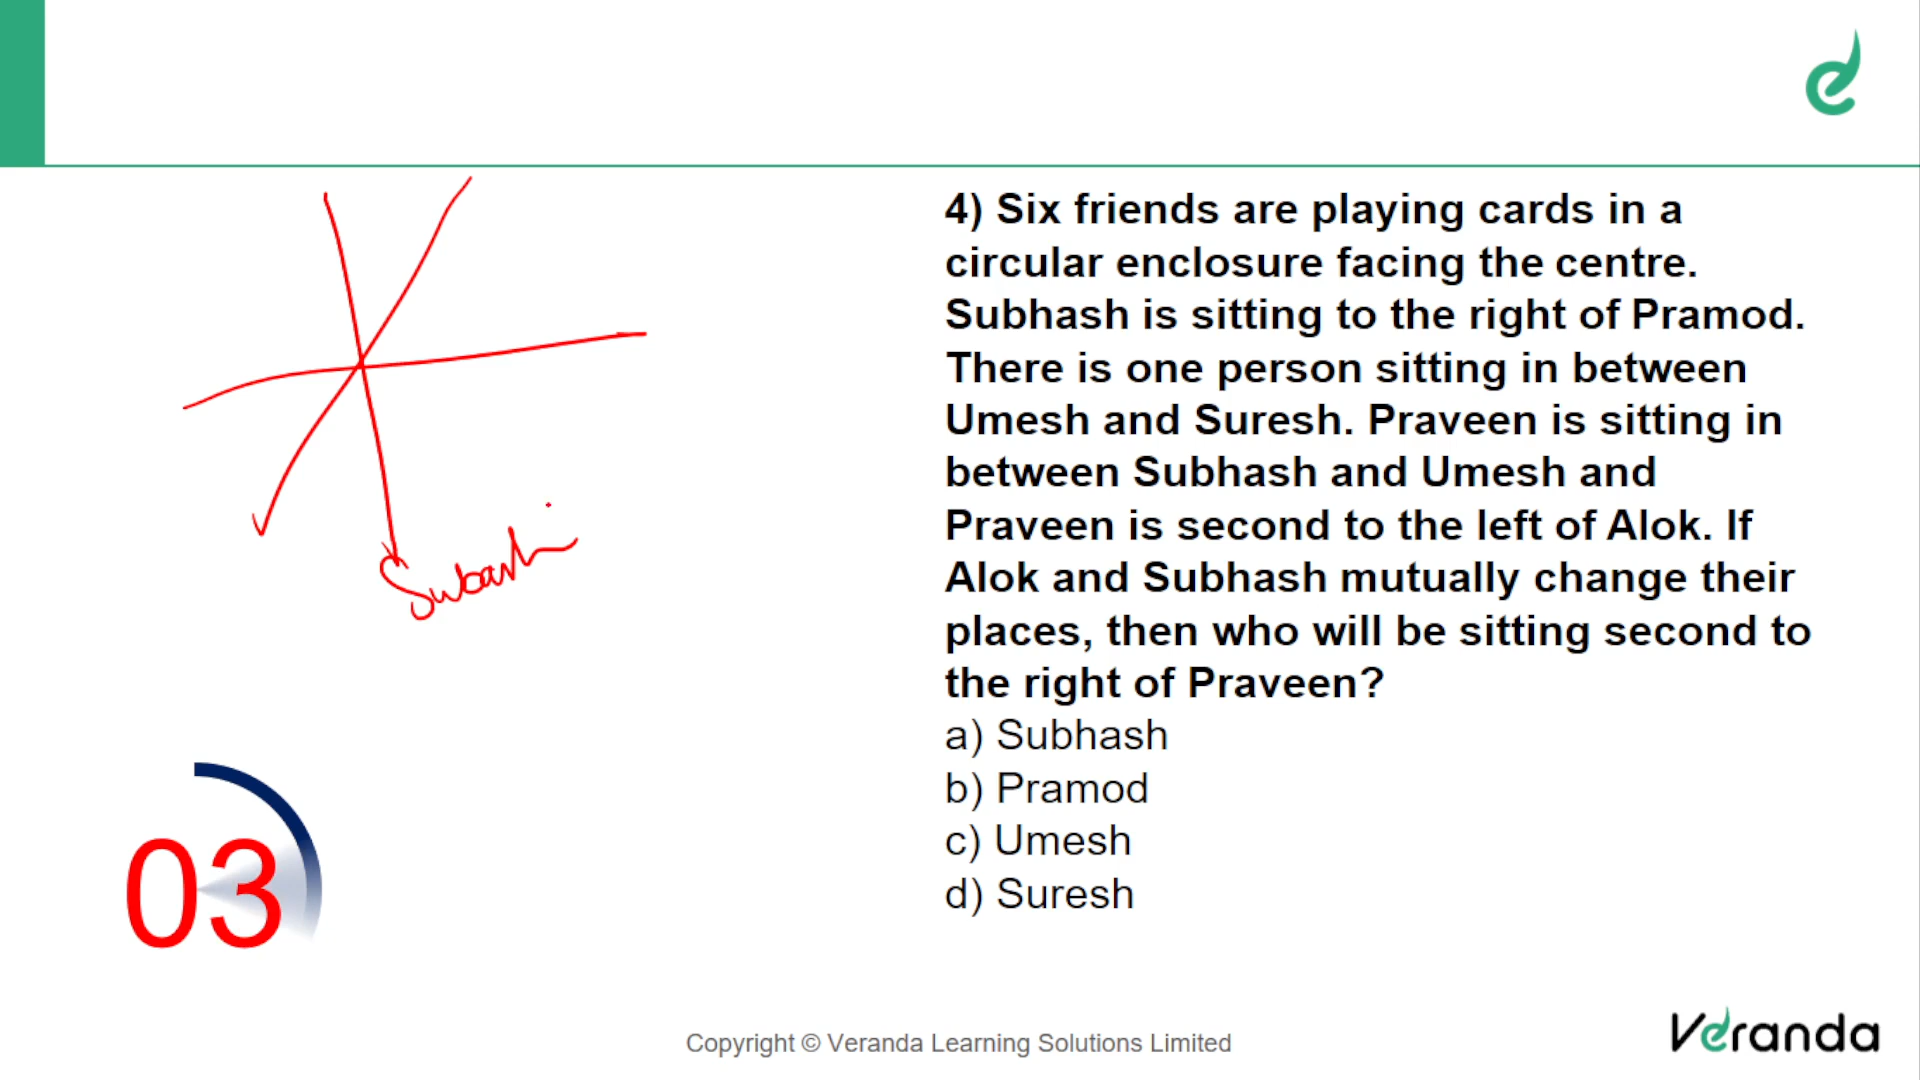 4) Six friends are playing cards in a
circular enclosure facing the centre.
Subhash is sitting to the right of Pramod.
There is one person sitting in between
Umesh and Suresh. Praveen is sitting in
between Subhash and Umesh and
Praveen is second to the left of Alok. If
Alok and Subhash mutually change their
places, then who will be sitting second to
the right of Praveen?
a) Subhash
b) Pramod
c) Umesh
d) Suresh
Subash
03
Copyright © Veranda Learning Solutions Limited
Veranda